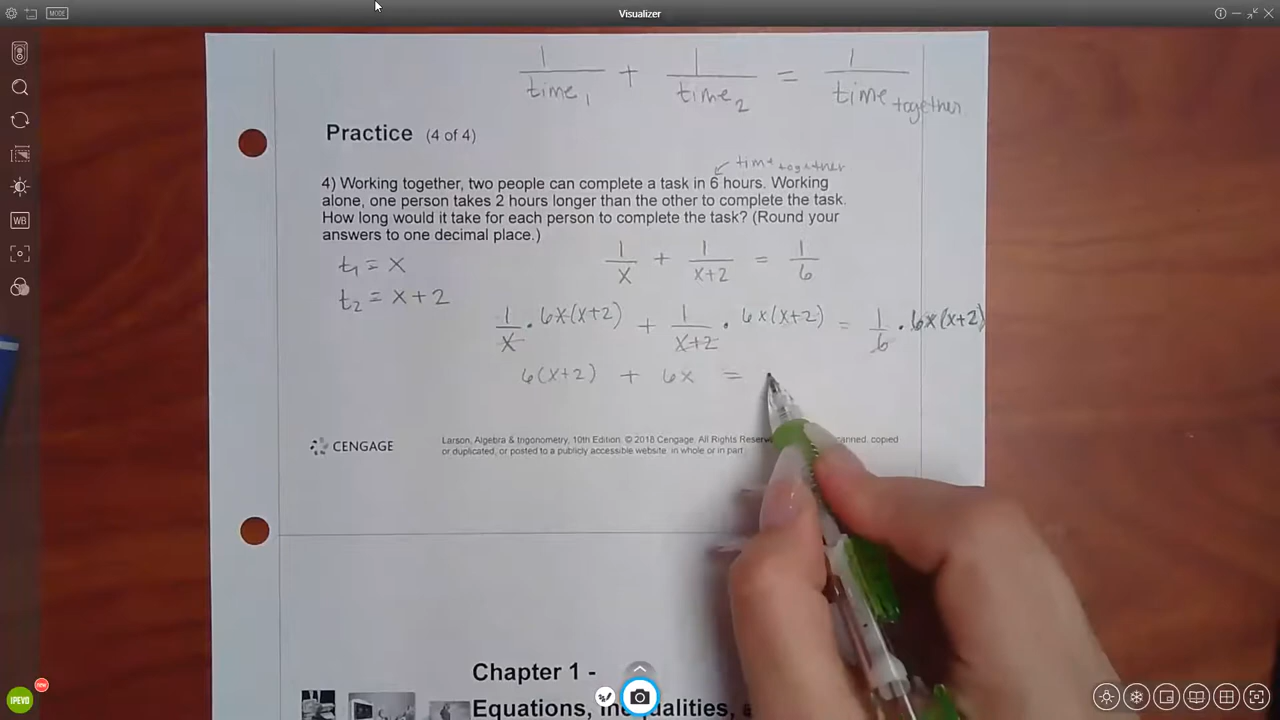 MODE
Visualizer
1/time₁ + 1/time₂ = 1/time together
Practice (4 of 4)
time together
4) Working together, two people can complete a task in 6 hours. Working
alone, one person takes 2 hours longer than the other to complete the task.
How long would it take for each person to complete the task? (Round your
answers to one decimal place.)
t₁ = x
1/x + 1/(x+2) = 1/6
t₂ = x+2
1/x · 6x(x+2) + 1/(x+2) · 6x(x+2) = 1/6 · 6x(x+2)
6(x+2) + 6x =
CENGAGE
Larson, Algebra & trigonometry, 10th Edition. © 2018 Cengage. All Rights copied
or duplicated, or posted to a publicly accessible website, in whole or in part
Chapter 1 -
Equations,
WB
IPEVO
new